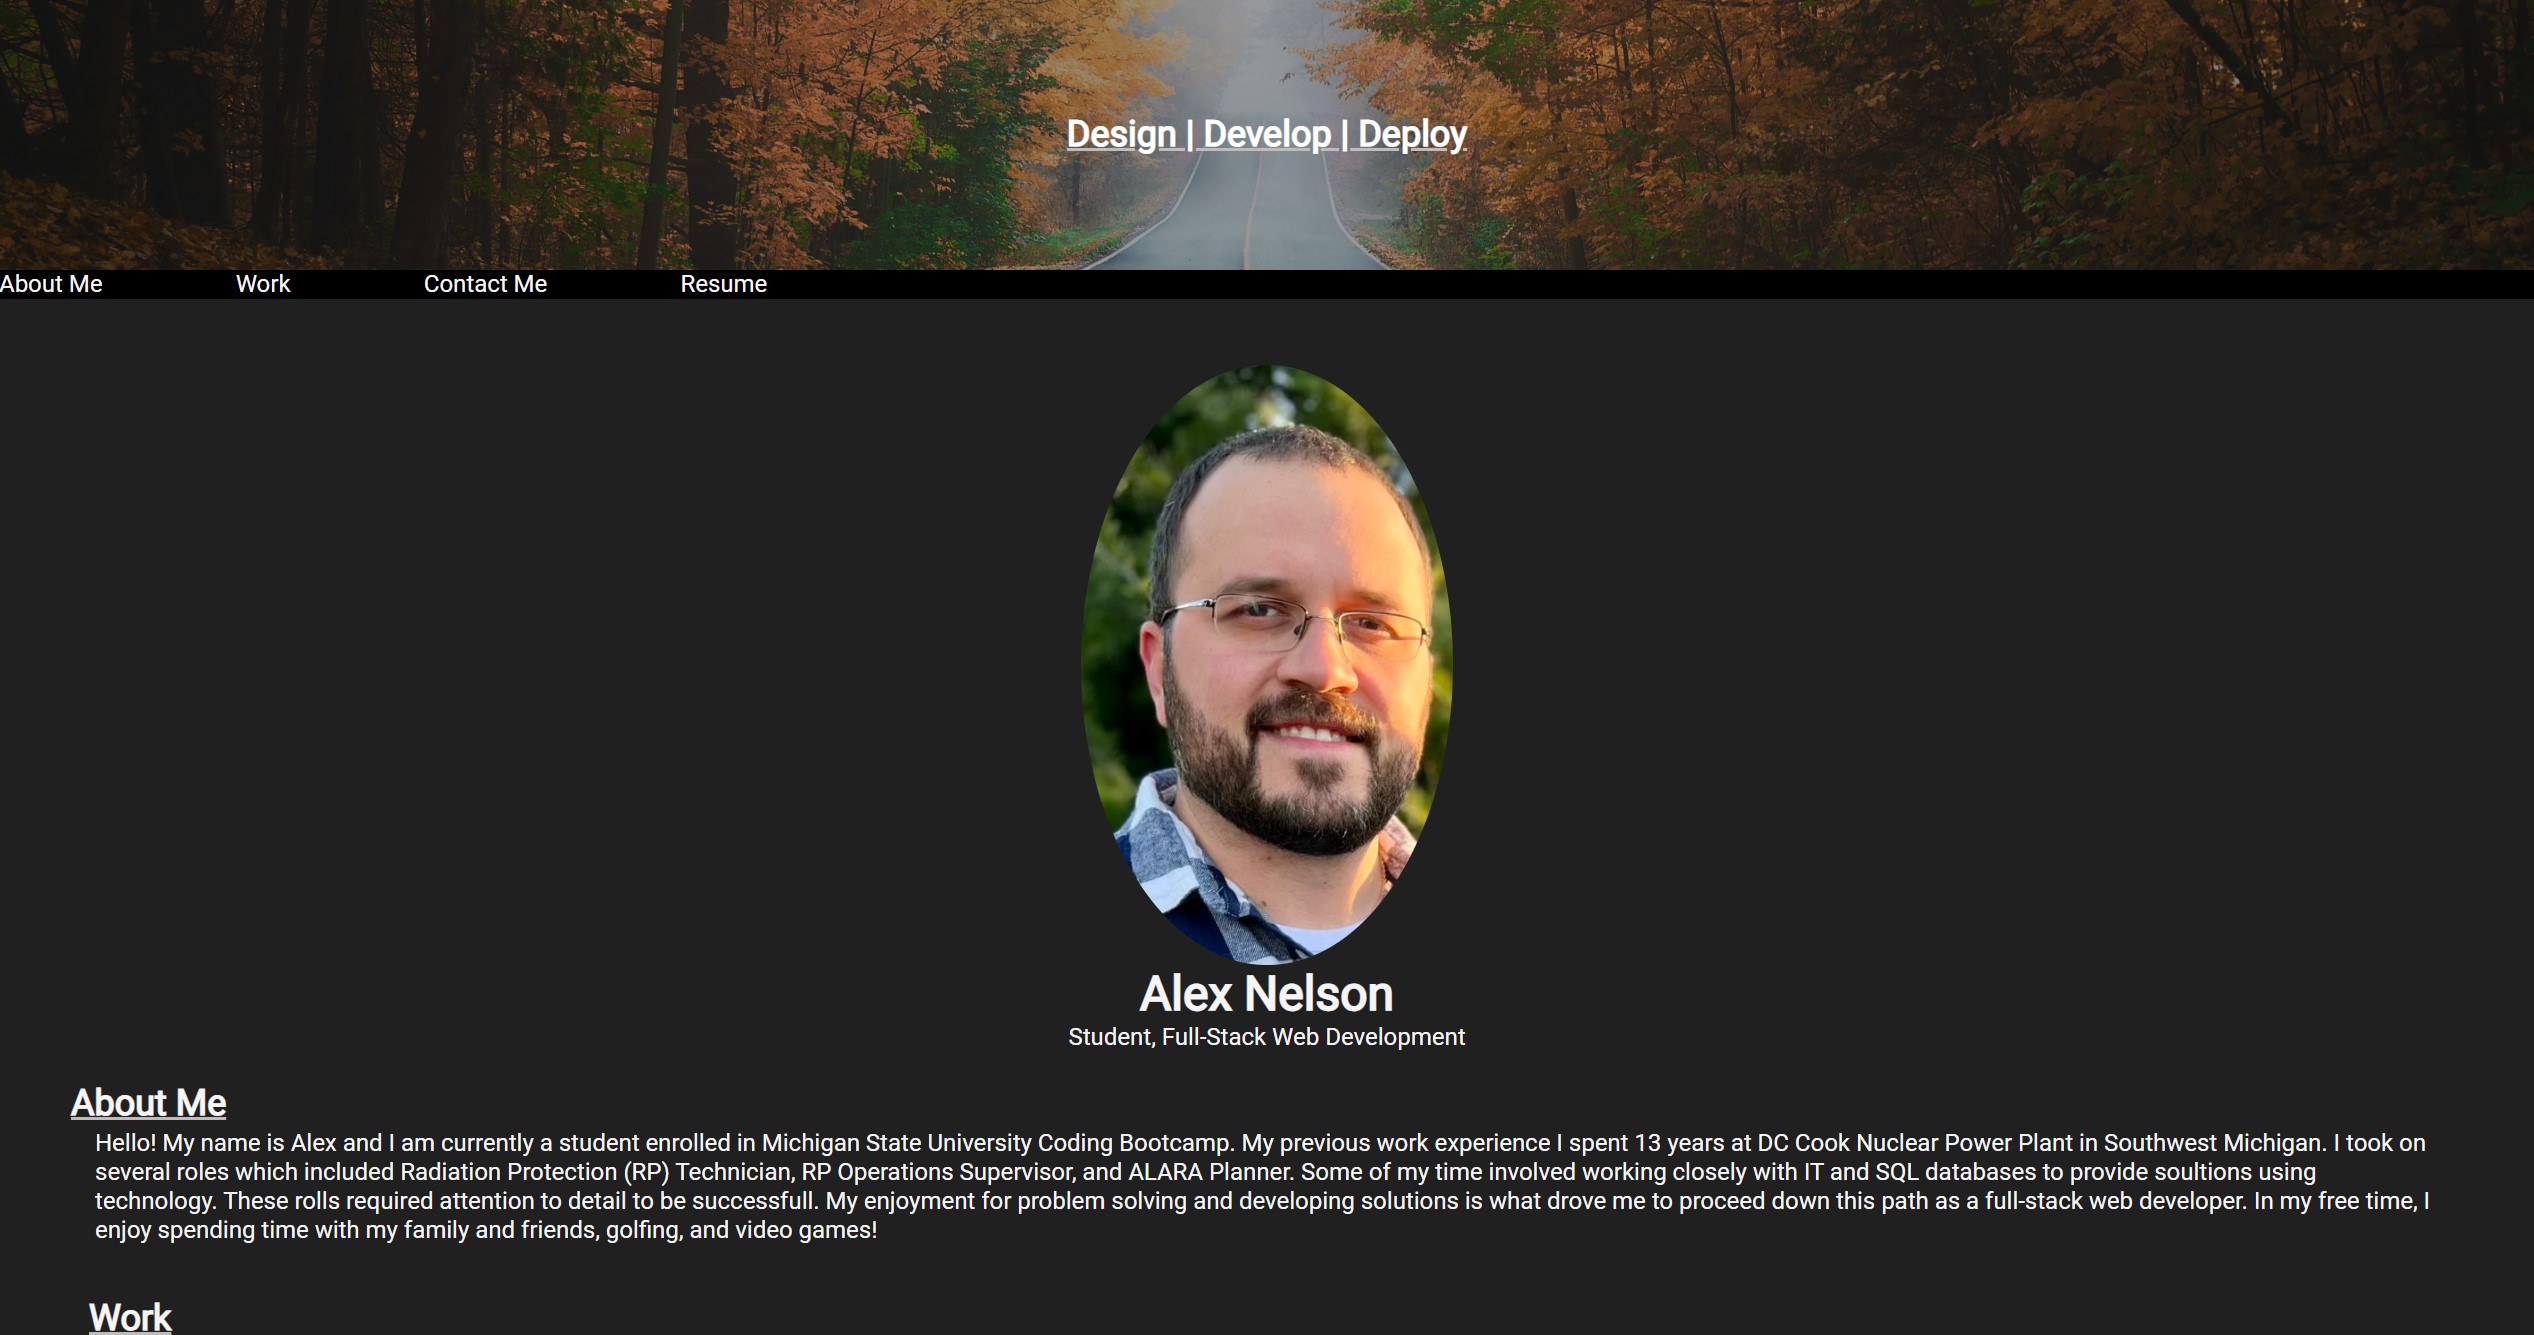 Design | Develop | Deploy
About Me Work Contact Me Resume
Alex Nelson
Student, Full-Stack Web Development
About Me
Hello! My name is Alex and I am currently a student enrolled in Michigan State University Coding Bootcamp. My previous work experience I spent 13 years at DC Cook Nuclear Power Plant in Southwest Michigan. I took on
several roles which included Radiation Protection (RP) Technician, RP Operations Supervisor, and ALARA Planner. Some of my time involved working closely with IT and SQL databases to provide soultions using
technology. These rolls required attention to detail to be successfull. My enjoyment for problem solving and developing solutions is what drove me to proceed down this path as a full-stack web developer. In my free time, I
enjoy spending time with my family and friends, golfing, and video games!
Work